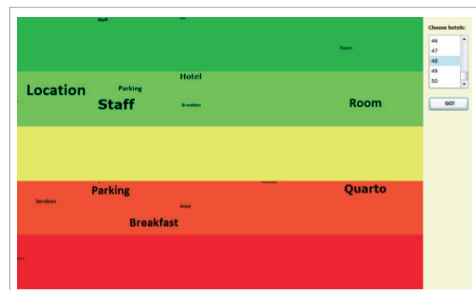 Staff
Room
Choose hotels:
46
47
48
49
50
GO!
Hotel
Location
Parking
Staff
Breakfast
Room
Parking
Quarto
Services
Hotel
Breakfast